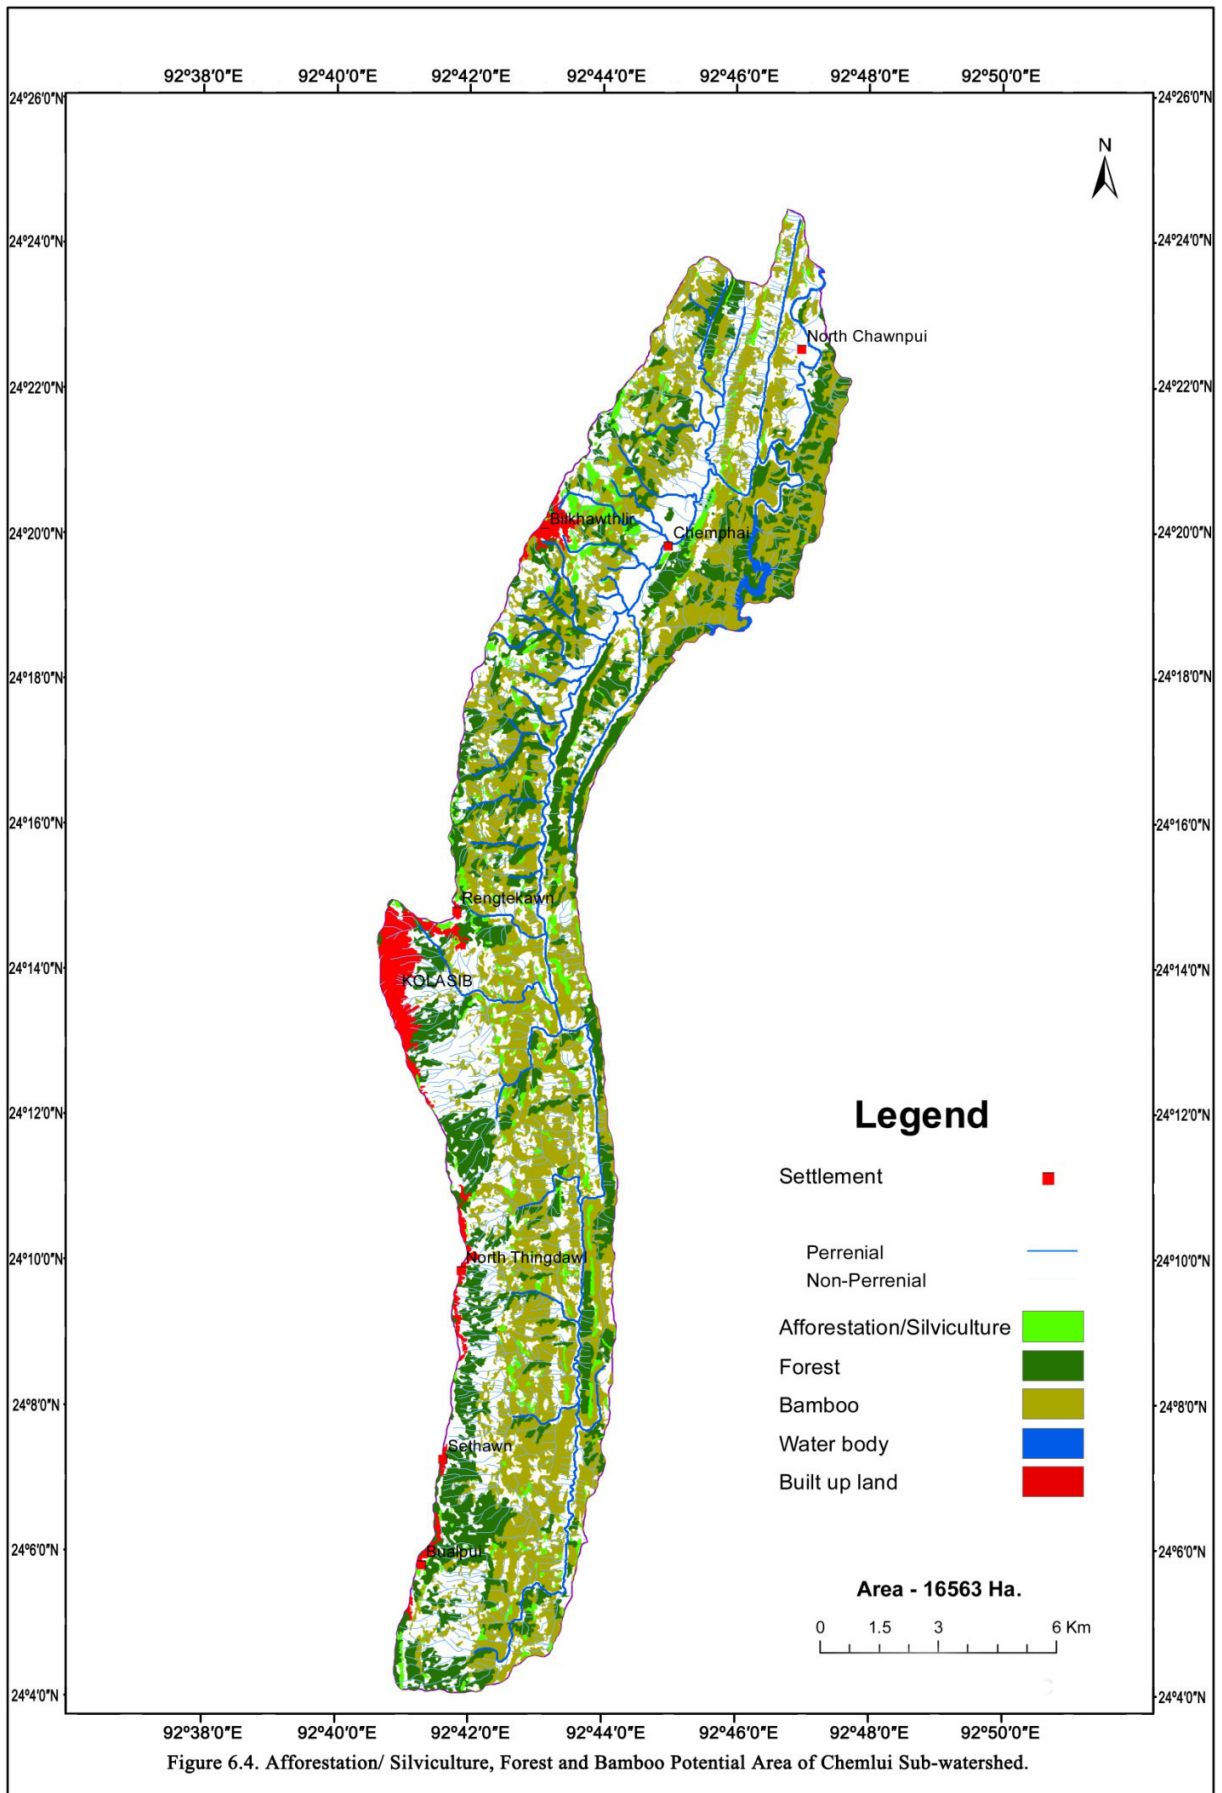 92°38'0"E 92°40'0"E 92°42'0"E 92°44'0"E 92°46'0"E 92°48'0"E 92°50'0"E
24°26'0"N 24°26'0"N
N
24°24'0"N 24°24'0"N
North Chawnpui
24°22'0"N 24°22'0"N
Bilkhawthlir
24°20'0"N Chemphai 24°20'0"N
24°18'0"N 24°18'0"N
24°16'0"N 24°16'0"N
Rengtekawn
24°14'0"N 24°14'0"N
KOLASIB
24°12'0"N 24°12'0"N
Legend
Settlement
24°10'0"N North Thingdawl 24°10'0"N
Perrenial
Non-Perrenial
Afforestation/Silviculture
Forest
24°8'0"N Bamboo 24°8'0"N
Water body
Sethawn
Built up land
24°6'0"N Bualpui 24°6'0"N
Area - 16563 Ha.
0 1.5 3 6 Km
24°4'0"N 24°4'0"N
92°38'0"E 92°40'0"E 92°42'0"E 92°44'0"E 92°46'0"E 92°48'0"E 92°50'0"E
Figure 6.4. Afforestation/ Silviculture, Forest and Bamboo Potential Area of Chemlui Sub-watershed.